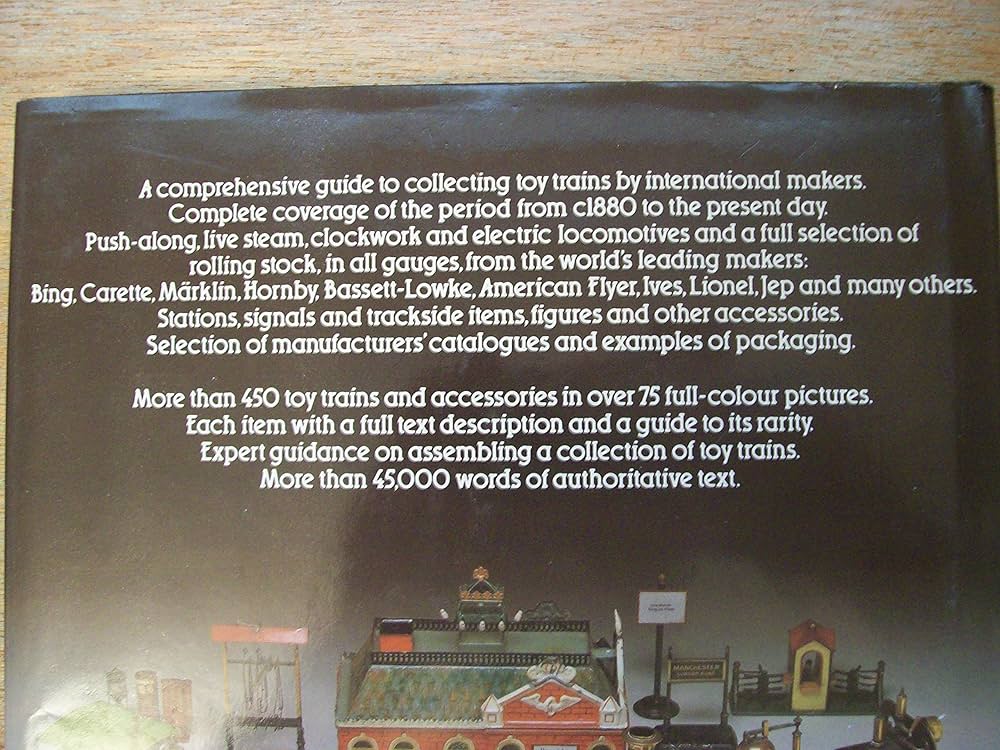 A comprehensive guide to collecting toy trains by international makers.
Complete coverage of the period from c1880 to the present day.
Push-along, live steam, clockwork and electric locomotives and a full selection of
rolling stock, in all gauges, from the world's leading makers:
Bing, Carette, Märklin, Hornby, Bassett-Lowke, American Flyer, Ives, Lionel, Jep and many others.
Stations, signals and trackside items, figures and other accessories.
Selection of manufacturers' catalogues and examples of packaging.
More than 450 toy trains and accessories in over 75 full-colour pictures.
Each item with a full text description and a guide to its rarity.
Expert guidance on assembling a collection of toy trains.
More than 45,000 words of authoritative text.
MANCHESTER